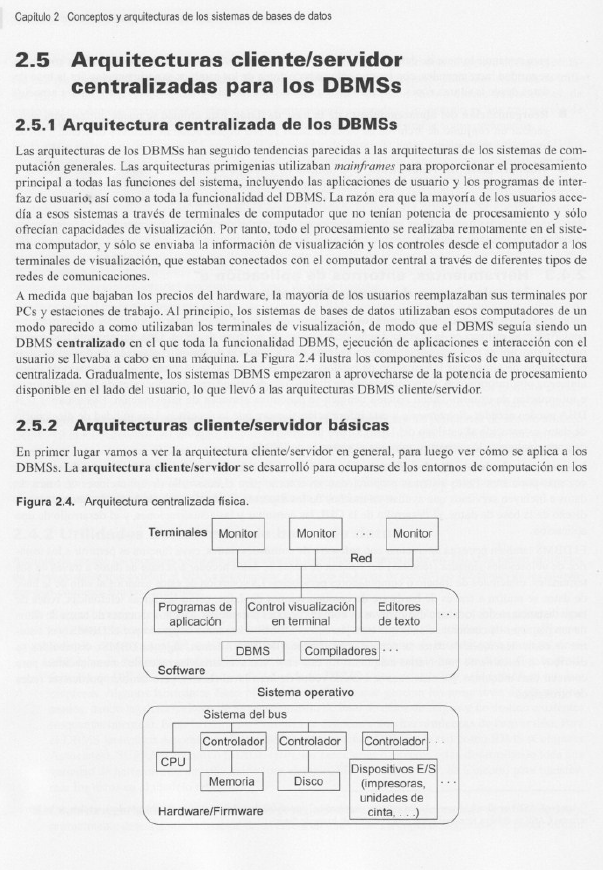 Capítulo 2 Conceptos y arquitecturas de los sistemas de bases de datos
2.5 Arquitecturas cliente/servidor
centralizadas para los DBMSs
2.5.1 Arquitectura centralizada de los DBMSs
Las arquitecturas de los DBMSs han seguido tendencias parecidas a las arquitecturas de los sistemas de com-
putación generales. Las arquitecturas primigenias utilizaban mainframes para proporcionar el procesamiento
principal a todas las funciones del sistema, incluyendo las aplicaciones de usuario y los programas de inter-
faz de usuario, así como a toda la funcionalidad del DBMS. La razón era que la mayoría de los usuarios acce-
día a esos sistemas a través de terminales de computador que no tenían potencia de procesamiento y sólo
ofrecían capacidades de visualización. Por tanto, todo el procesamiento se realizaba remotamente en el siste-
ma computador, y sólo se enviaba la información de visualización y los controles desde el computador a los
terminales de visualización, que estaban conectados con el computador central a través de diferentes tipos de
redes de comunicaciones.
A medida que bajaban los precios del hardware, la mayoría de los usuarios reemplazaban sus terminales por
PCs y estaciones de trabajo. Al principio, los sistemas de bases de datos utilizaban esos computadores de un
modo parecido a como utilizaban los terminales de visualización, de modo que el DBMS seguía siendo un
DBMS centralizado en el que toda la funcionalidad DBMS, ejecución de aplicaciones e interacción con el
usuario se llevaba a cabo en una máquina. La Figura 2.4 ilustra los componentes físicos de una arquitectura
centralizada. Gradualmente, los sistemas DBMS empezaron a aprovecharse de la potencia de procesamiento
disponible en el lado del usuario, lo que llevó a las arquitecturas DBMS cliente/servidor.
2.5.2 Arquitecturas cliente/servidor básicas
En primer lugar vamos a ver la arquitectura cliente/servidor en general, para luego ver cómo se aplica a los
DBMSs. La arquitectura cliente/servidor se desarrolló para ocuparse de los entornos de computación en los
Figura 2.4. Arquitectura centralizada física.
Terminales Monitor Monitor . . . Monitor
Red
Programas de
aplicación
Control visualización
en terminal
Editores
de texto
. . .
DBMS Compiladores . . .
Software
Sistema operativo
Sistema del bus
Controlador Controlador Controlador . . .
CPU
Memoria Disco
Dispositivos E/S
(impresoras,
unidades de
cinta, . . .)
. . .
Hardware/Firmware